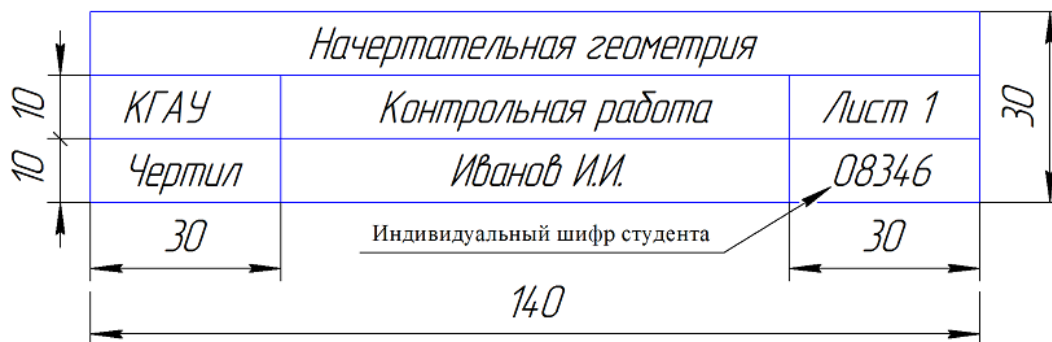 Начертательная геометрия
10 КГАУ Контрольная работа Лист 1 30
10 Чертил Иванов И.И. 08346
30 Индивидуальный шифр студента 30
140